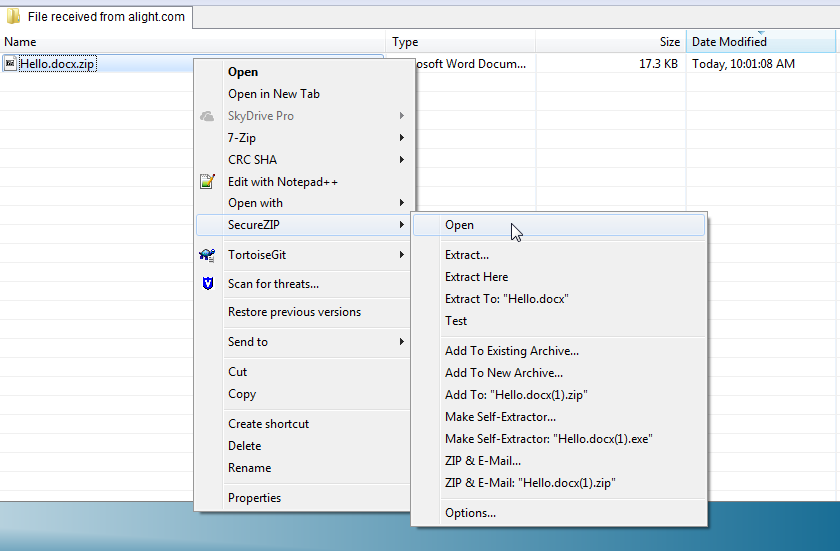 File received from alight.com
Name Type Size Date Modified
Hello.docx.zip osoft Word Docum... 17.3 KB Today, 10:01:08 AM
Open
Open in New Tab
SkyDrive Pro
7-Zip
CRC SHA
Edit with Notepad++
Open with
SecureZIP
TortoiseGit
Scan for threats...
Restore previous versions
Send to
Cut
Copy
Create shortcut
Delete
Rename
Properties
Open
Extract...
Extract Here
Extract To: "Hello.docx"
Test
Add To Existing Archive...
Add To New Archive...
Add To: "Hello.docx(1).zip"
Make Self-Extractor...
Make Self-Extractor: "Hello.docx(1).exe"
ZIP & E-Mail...
ZIP & E-Mail: "Hello.docx(1).zip"
Options...